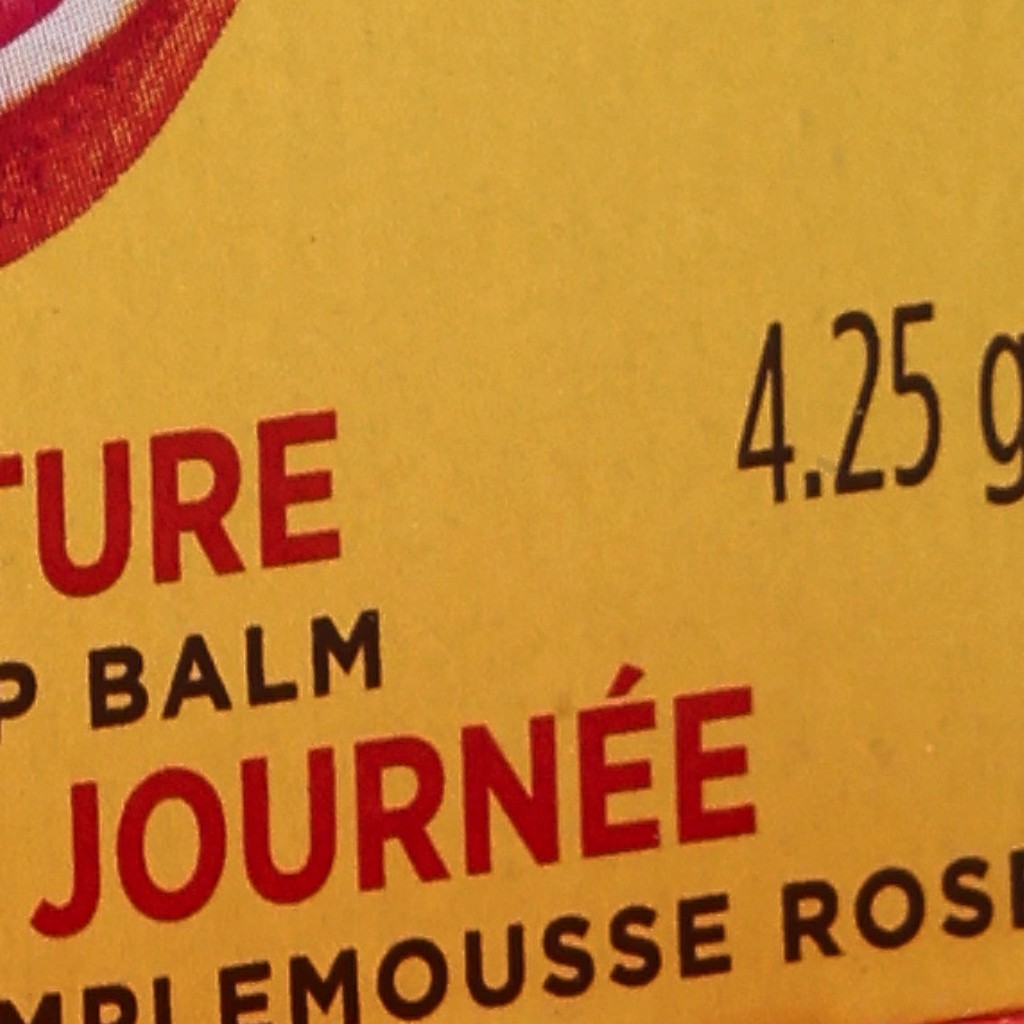 4.25 g
TURE
P BALM
JOURNÉE
MPLEMOUSSE ROSE